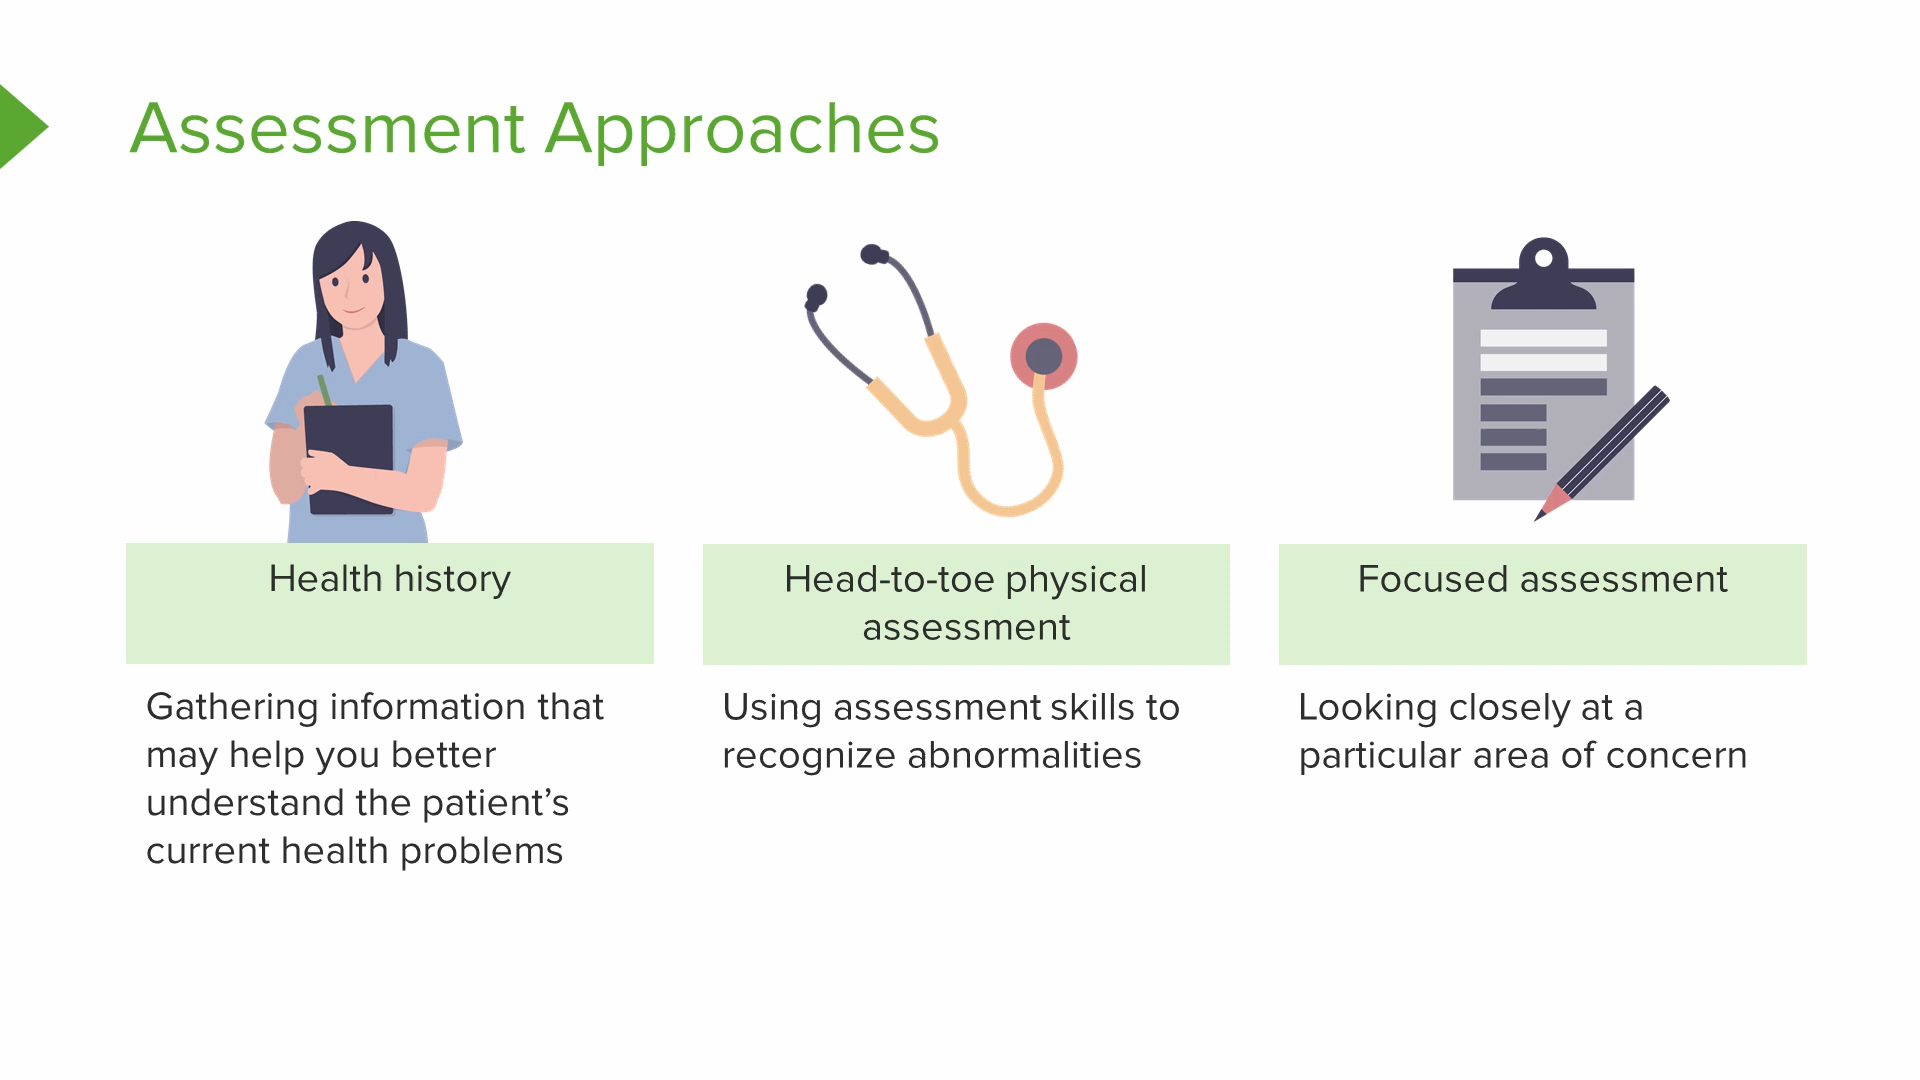 Assessment Approaches
Health history
Gathering information that
may help you better
understand the patient’s
current health problems
Head-to-toe physical
assessment
Using assessment skills to
recognize abnormalities
Focused assessment
Looking closely at a
particular area of concern